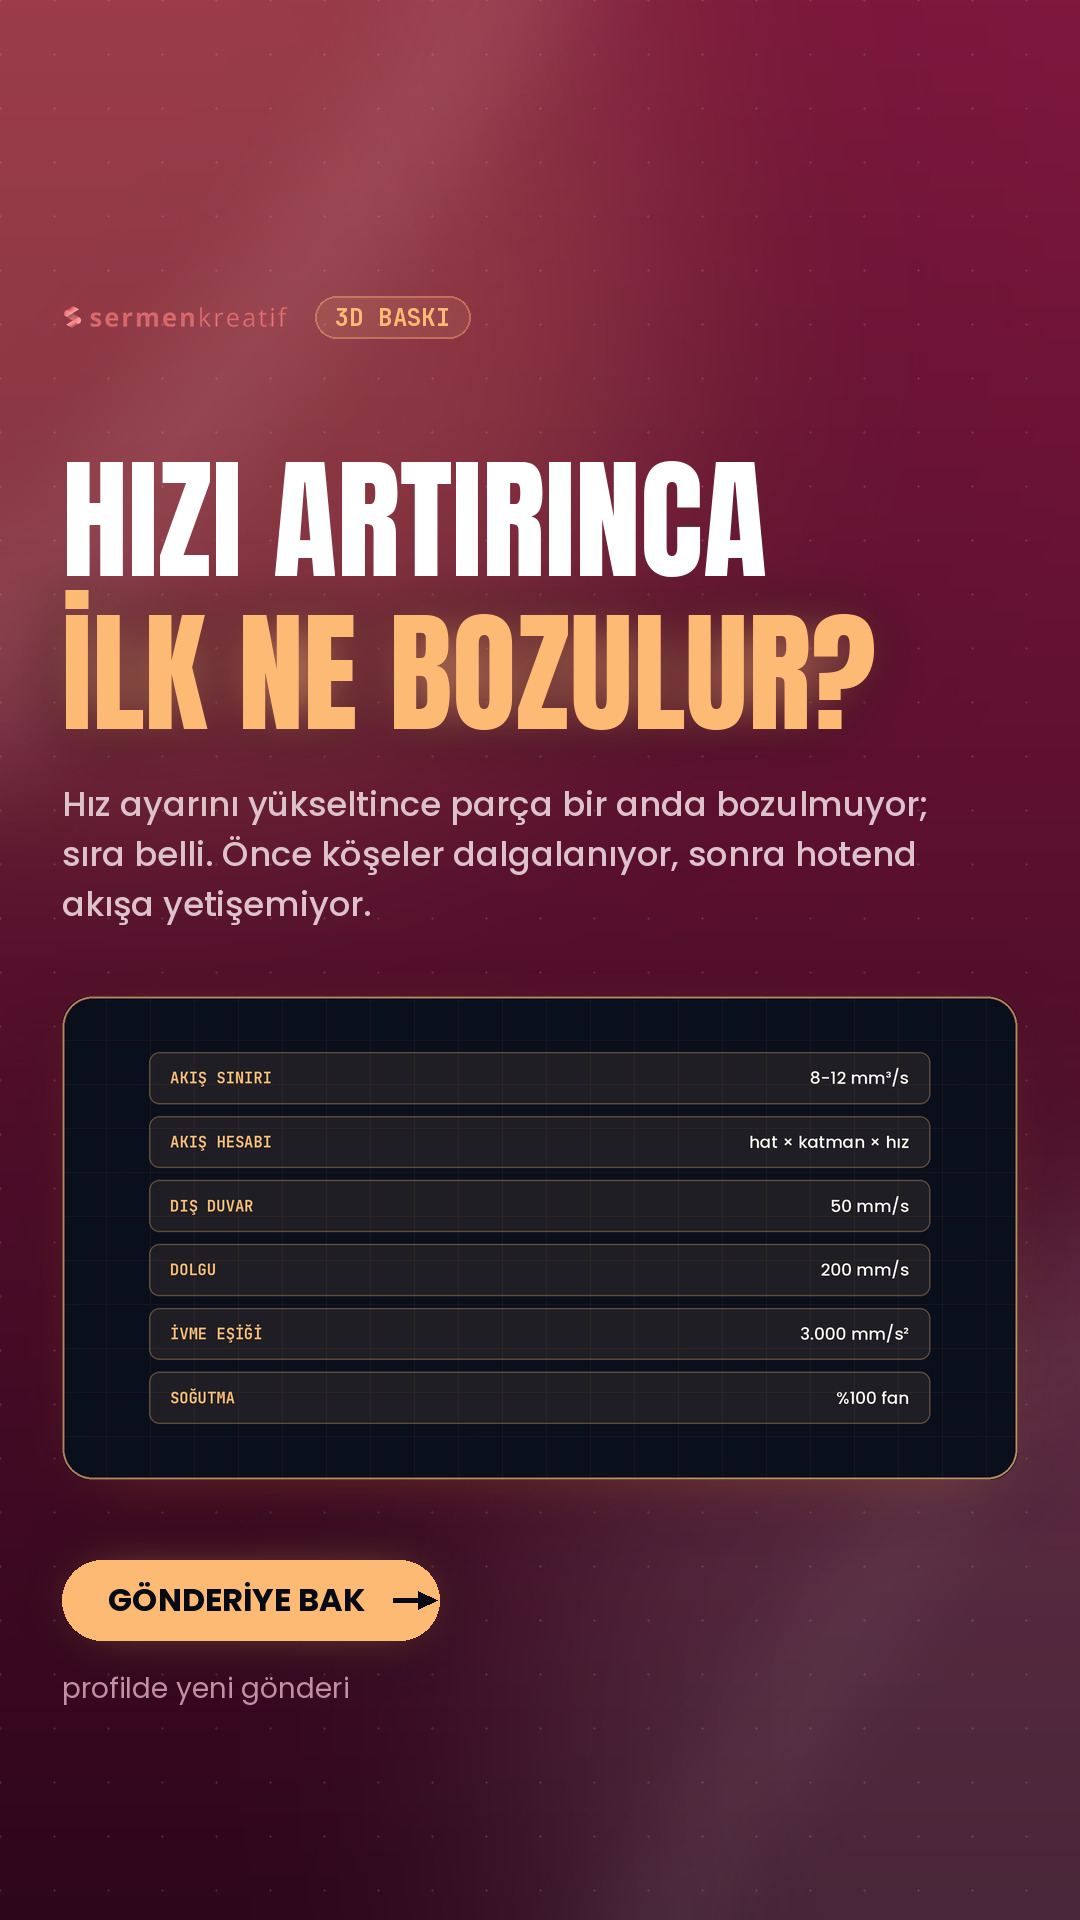 sermenkreatif
3D BASKI
HIZI ARTIRINCA
İLK NE BOZULUR?
Hız ayarını yükseltince parça bir anda bozulmuyor;
sıra belli. Önce köşeler dalgalanıyor, sonra hotend
akışa yetişemiyor.
AKIŞ SINIRI 8-12 mm³/s
AKIŞ HESABI hat × katman × hız
DIŞ DUVAR 50 mm/s
DOLGU 200 mm/s
İVME EŞİĞİ 3.000 mm/s²
SOĞUTMA %100 fan
GÖNDERİYE BAK
profilde yeni gönderi